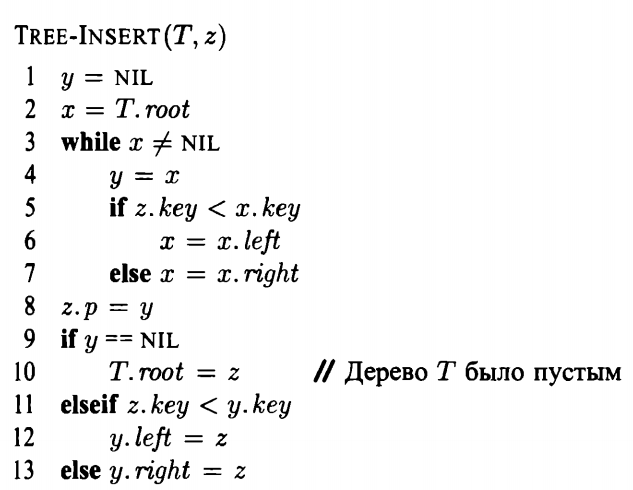 TREE-INSERT(T, z)
1 y = NIL
2 x = T.root
3 while x ≠ NIL
4 y = x
5 if z.key < x.key
6 x = x.left
7 else x = x.right
8 z.p = y
9 if y == NIL
10 T.root = z // Дерево T было пустым
11 elseif z.key < y.key
12 y.left = z
13 else y.right = z